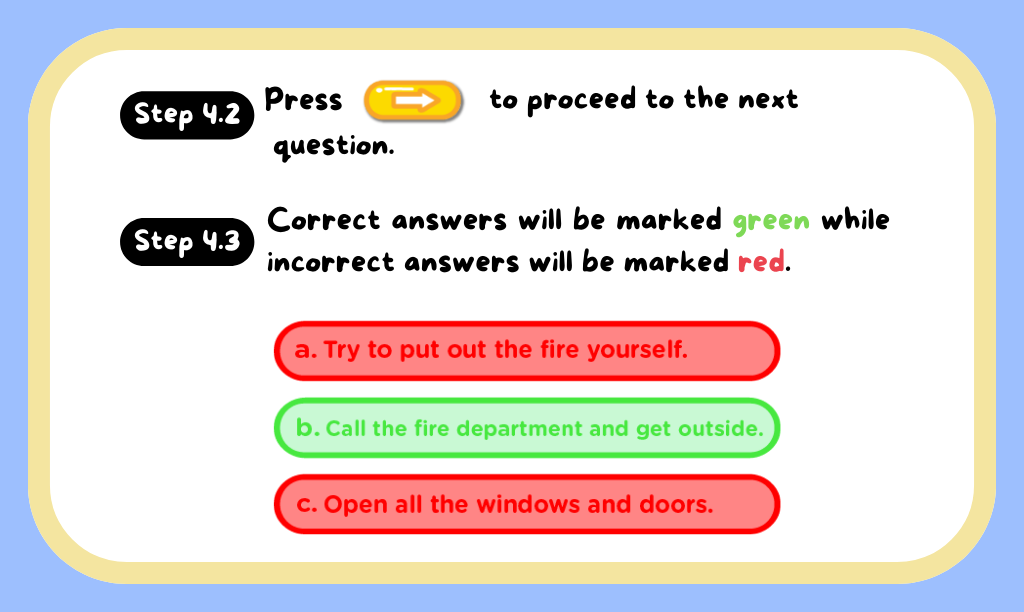 Step 4.2 Press to proceed to the next
question.
Step 4.3 Correct answers will be marked green while
incorrect answers will be marked red.
a. Try to put out the fire yourself.
b. Call the fire department and get outside.
c. Open all the windows and doors.